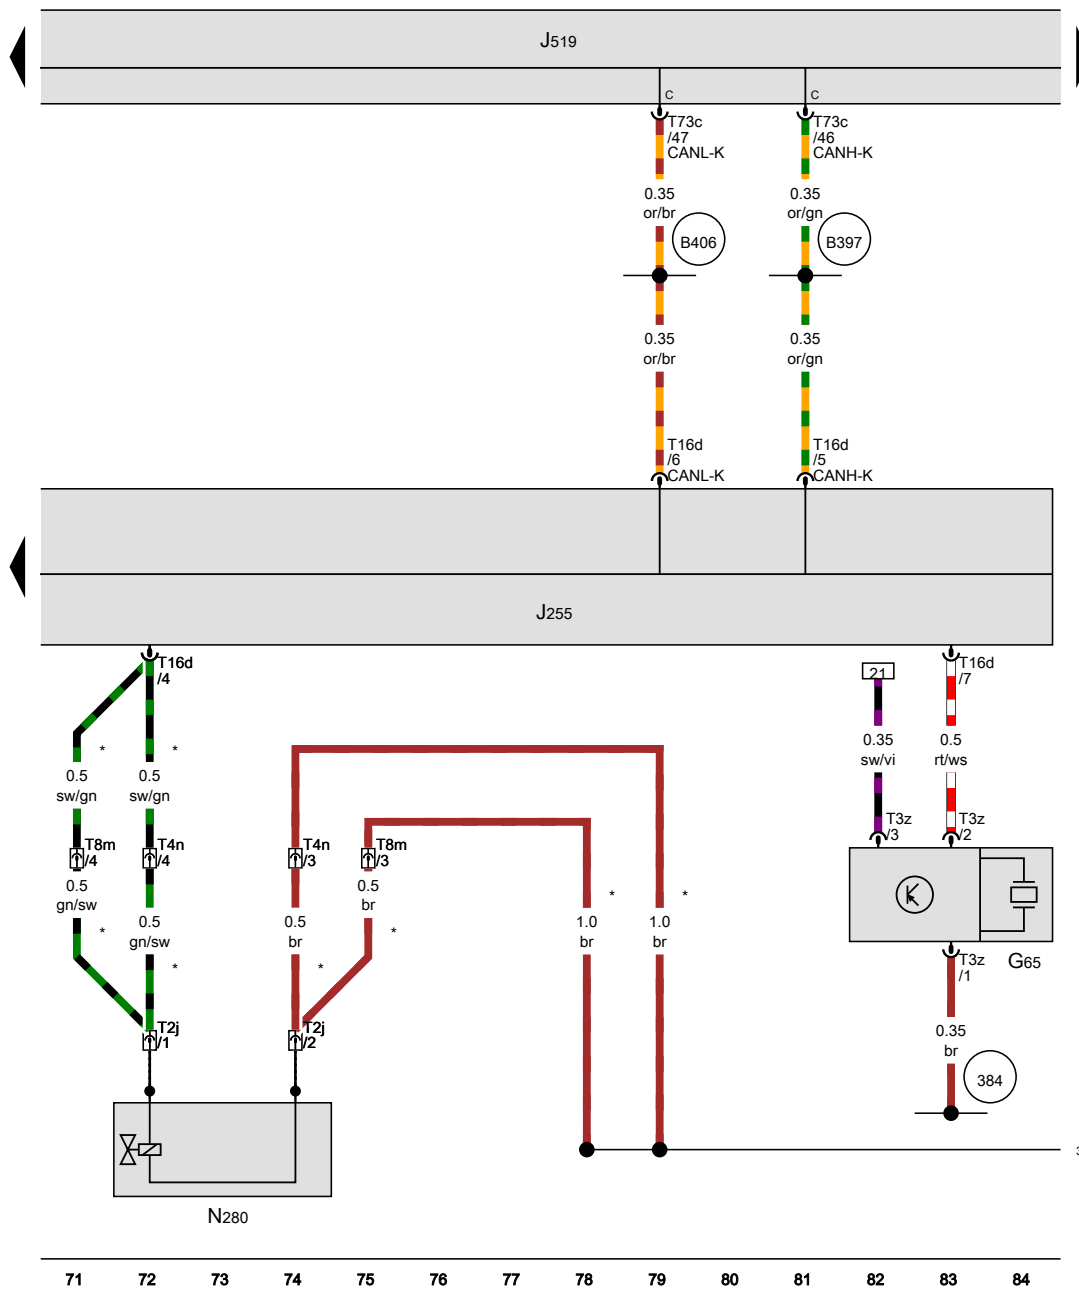 J519
C
C
T73c
/47
CANL-K
T73c
/46
CANH-K
0.35
or/br
0.35
or/gn
B406
B397
0.35
or/br
0.35
or/gn
T16d
/6
CANL-K
T16d
/5
CANH-K
J255
T16d
/4
21
T16d
/7
*
*
0.35
sw/vi
0.5
rt/ws
0.5
sw/gn
0.5
sw/gn
T3z
/3
T3z
/2
T8m
/4
T4n
/4
T4n
/3
T8m
/3
0.5
gn/sw
0.5
br
*
*
0.5
gn/sw
0.5
br
1.0
br
1.0
br
*
*
*
*
G65
T3z
/1
T2j
/1
T2j
/2
0.35
br
384
N280
71 72 73 74 75 76 77 78 79 80 81 82 83 84